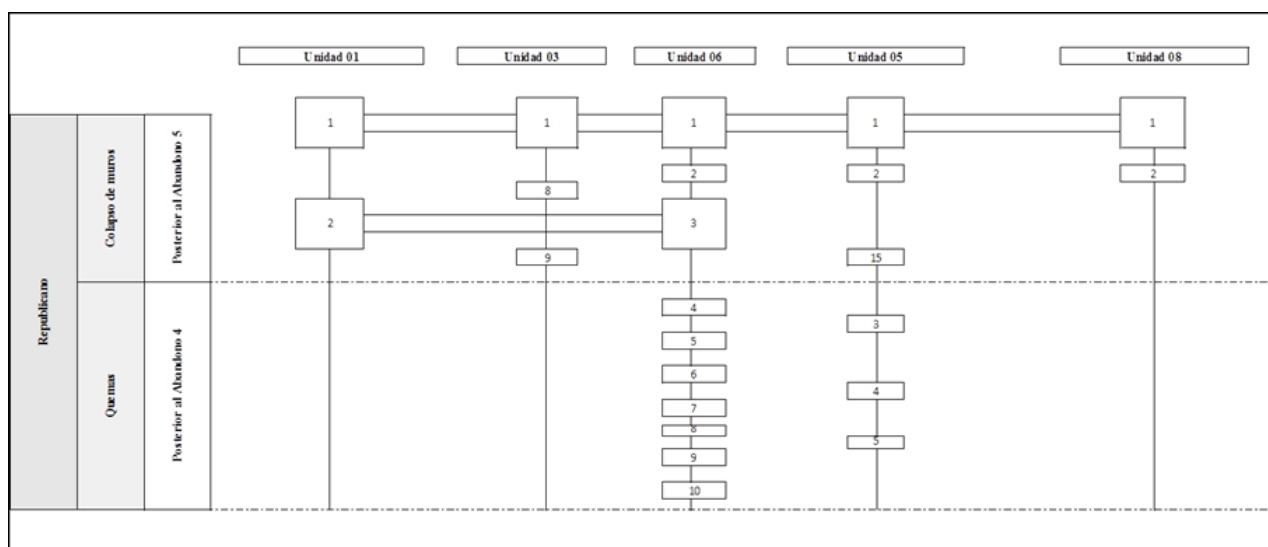 Unidad 01 Unidad 03 Unidad 06 Unidad 05 Unidad 08
Republicano
Colapso de muros
Posterior al Abandono 5
1 1 1 1 1
2 2 2
8
2 3
9 15
Quemas
Posterior al Abandono 4
4
3
5
6
4
7
8
5
9
10